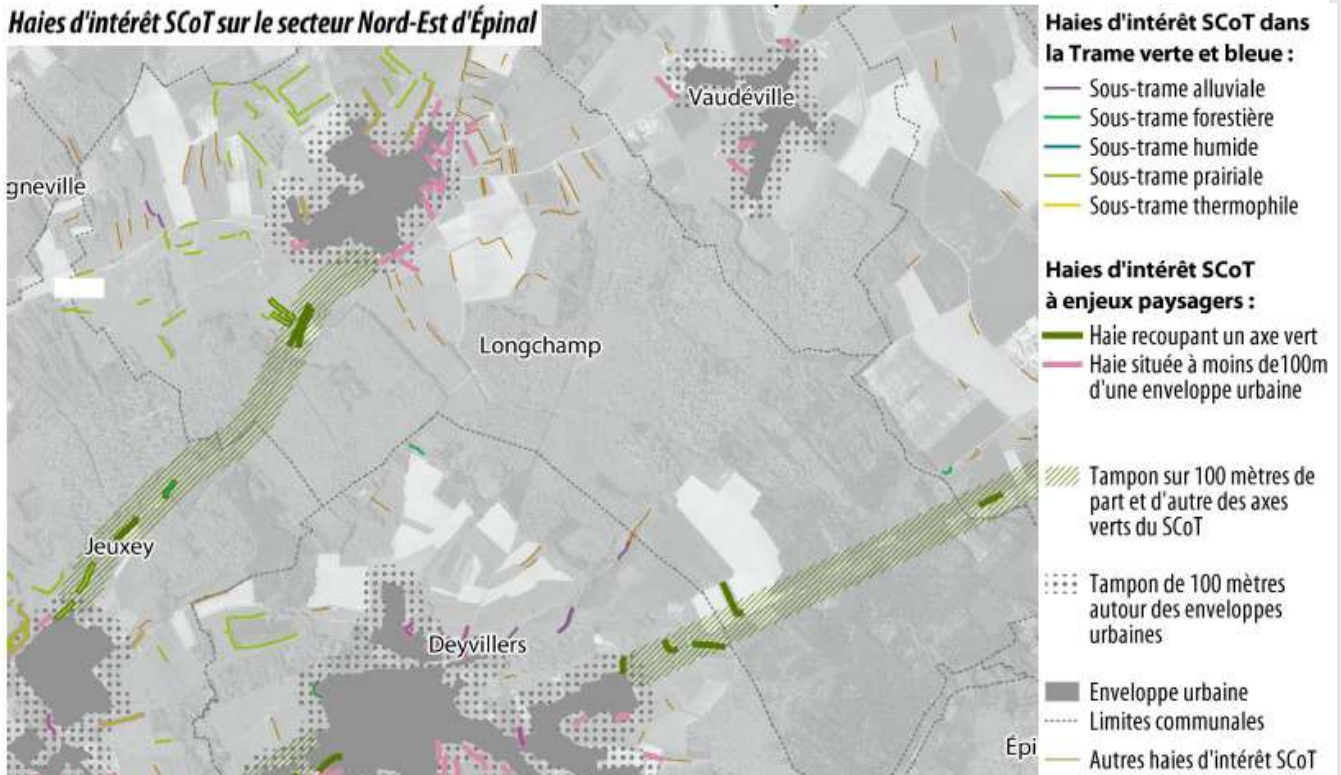 Haies d'intérêt SCoT sur le secteur Nord-Est d'Épinal
Vaudéville
gneville
Longchamp
Jeuxey
Deyvillers
Épi
Haies d'intérêt SCoT dans
la Trame verte et bleue :
Sous-trame alluviale
Sous-trame forestière
Sous-trame humide
Sous-trame prairiale
Sous-trame thermophile
Haies d'intérêt SCoT
à enjeux paysagers :
Haie recoupant un axe vert
Haie située à moins de100m
d'une enveloppe urbaine
Tampon sur 100 mètres de
part et d'autre des axes
verts du SCoT
Tampon de 100 mètres
autour des enveloppes
urbaines
Enveloppe urbaine
Limites communales
Autres haies d'intérêt SCoT